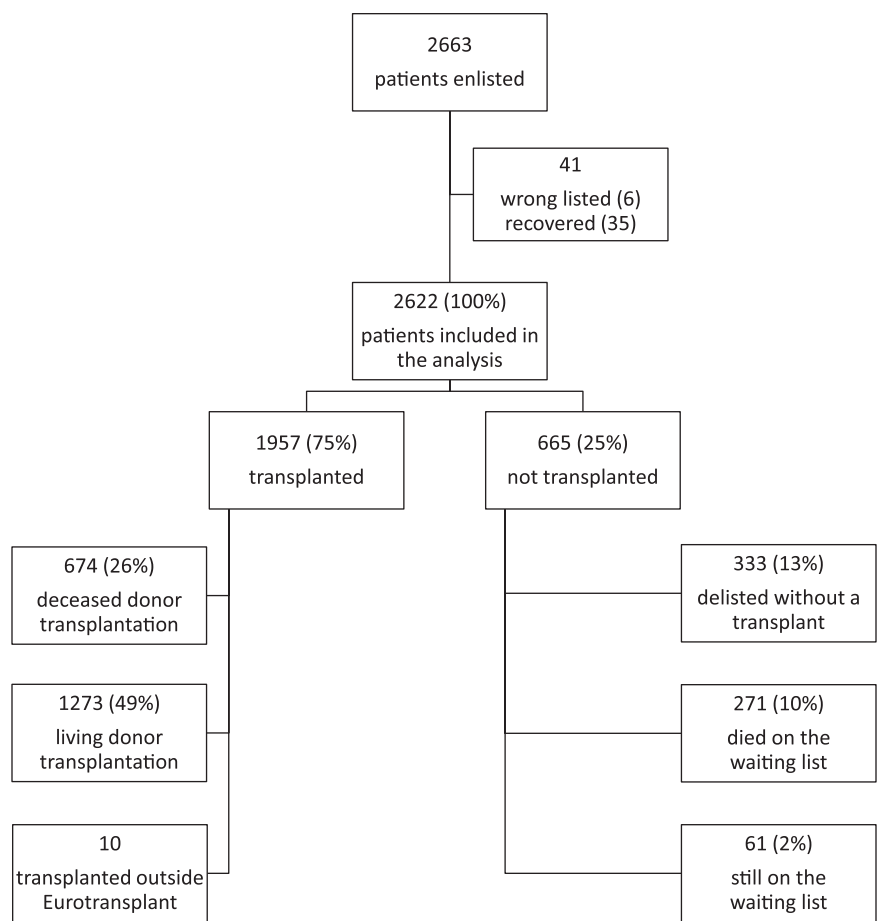 2663
patients enlisted
41
wrong listed (6)
recovered (35)
2622 (100%)
patients included in
the analysis
1957 (75%)
transplanted
665 (25%)
not transplanted
674 (26%)
deceased donor
transplantation
1273 (49%)
living donor
transplantation
10
transplanted outside
Eurotransplant
333 (13%)
delisted without a
transplant
271 (10%)
died on the
waiting list
61 (2%)
still on the
waiting list